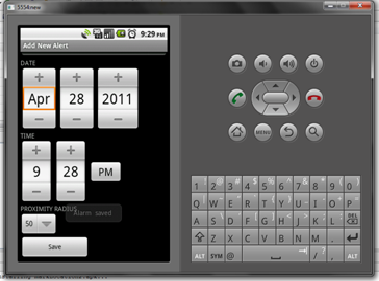 5554:new
9:29 PM
Add New Alert
DATE
+ + +
Apr 28 2011
- - -
TIME
+ +
9 28 PM
- -
PROXIMITY RADIUS
50
Alarm saved
Save
MENU
1 2 3 4 5 6 7 8 9 0
Q W E R T Y U I O P
A S D F G H J K L DEL
Z X C V B N M .
ALT SYM @ / , ALT